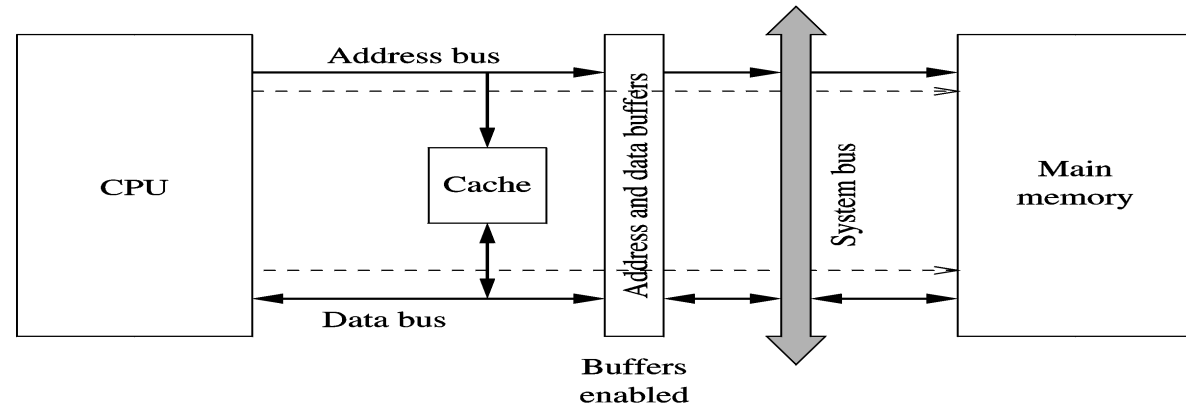 Address bus
CPU
Cache
Data bus
Address and data buffers
Buffers
enabled
System bus
Main
memory